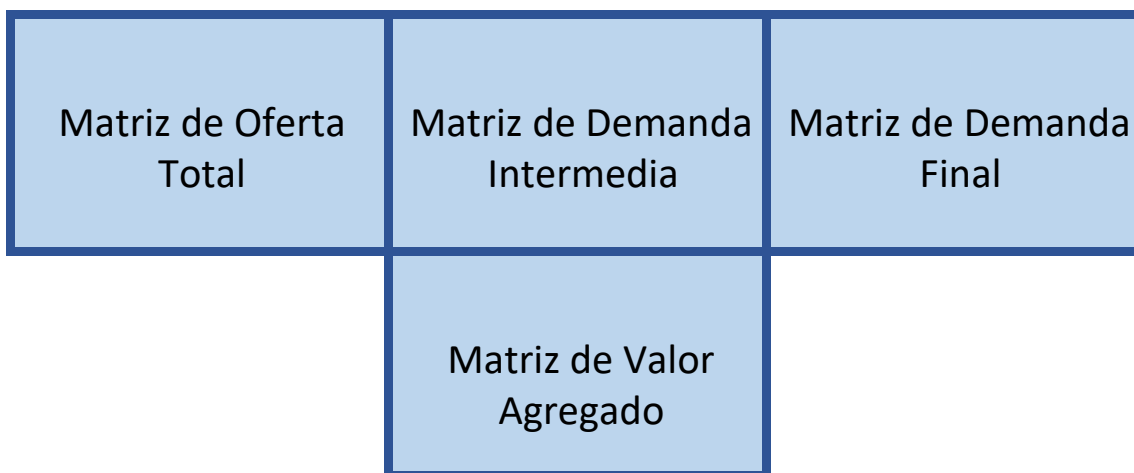 Matriz de Oferta
Total
Matriz de Demanda
Intermedia
Matriz de Demanda
Final
Matriz de Valor
Agregado